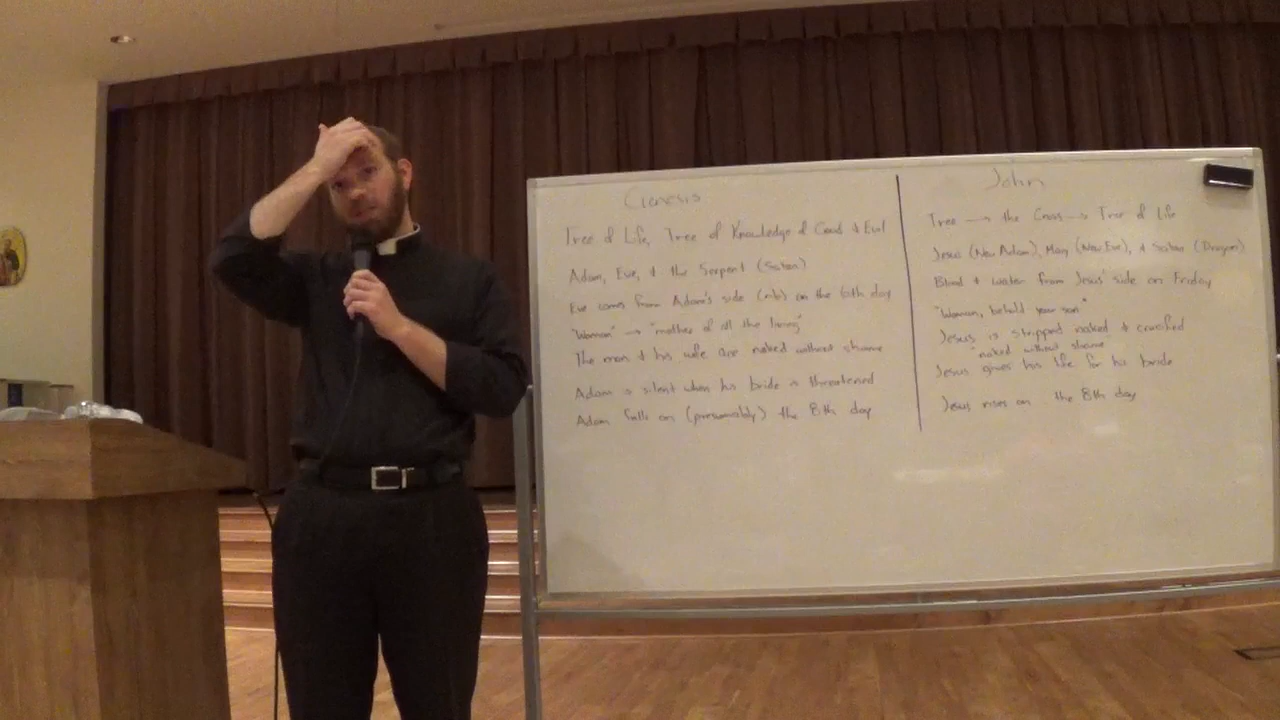 Genesis
Tree of Life, Tree of Knowledge of Good & Evil
Adam, Eve, & the Serpent (Satan)
Eve comes from Adam's side (rib) on the 6th day
"Woman" → "mother of all the living"
The man & his wife are naked without shame
Adam is silent when his bride is threatened
Adam falls on (presumably) the 8th day
John
Tree → the Cross → Tree of Life
Jesus (New Adam), Mary (New Eve), & Satan (Dragon)
Blood & water from Jesus' side on Friday
"Woman, behold your son"
Jesus is stripped naked & crucified
"naked without shame"
Jesus gives his life for his bride
Jesus rises on the 8th day